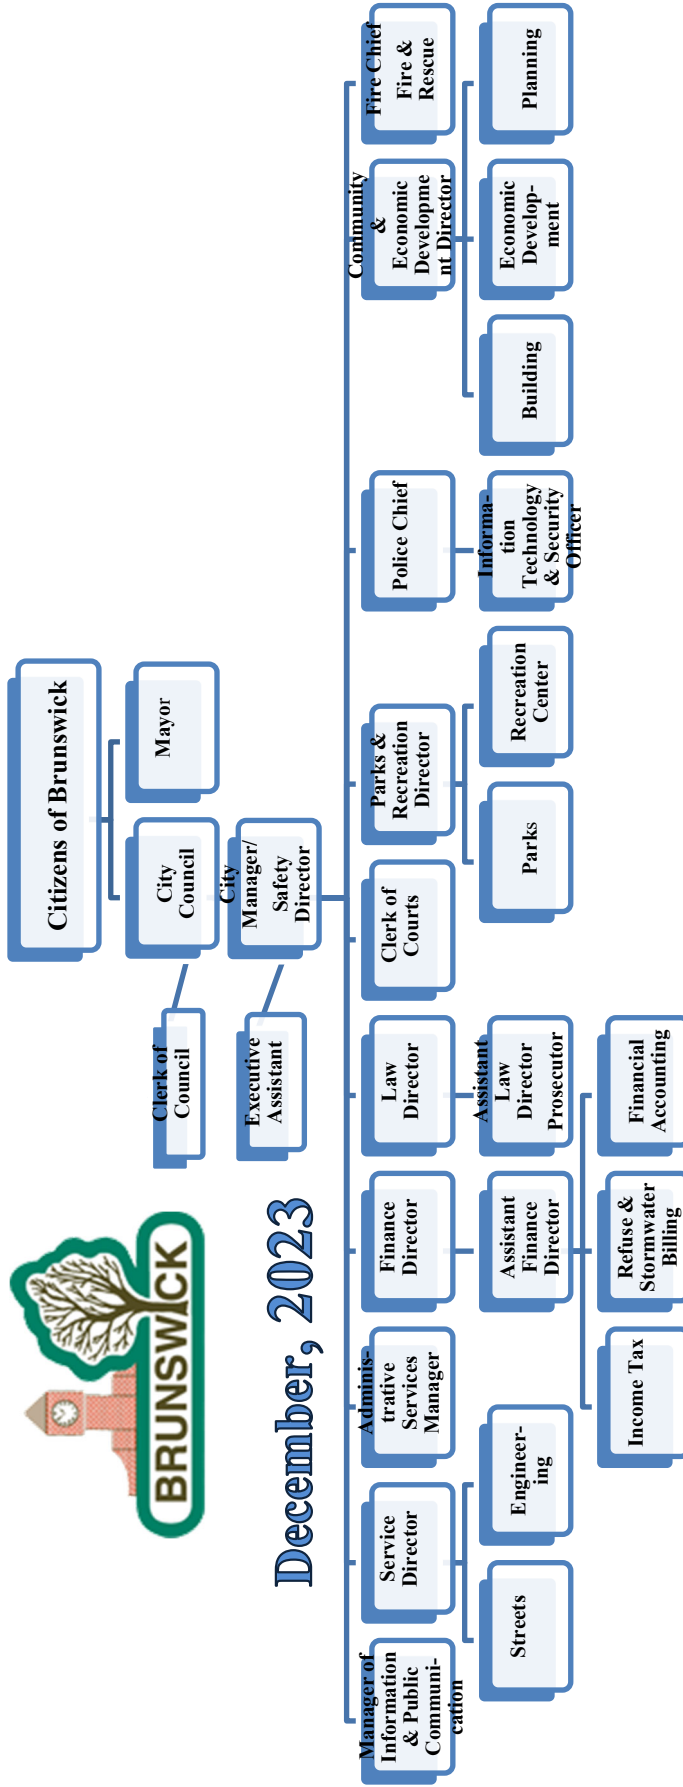 BRUNSWICK
December, 2023
Citizens of Brunswick
City
Council
Mayor
Clerk of
Council
City
Manager/
Safety
Director
Executive
Assistant
Manager of
Information
& Public
Communi-
cation
Service
Director
Adminis-
trative
Services
Manager
Finance
Director
Law
Director
Clerk of
Courts
Parks &
Recreation
Director
Police Chief
Community
&
Economic
Developme
nt Director
Fire Chief
Fire &
Rescue
Streets
Engineer-
ing
Assistant
Finance
Director
Assistant
Law
Director
Prosecutor
Parks
Recreation
Center
Informa-
tion
Technology
& Security
Officer
Building
Economic
Develop-
ment
Planning
Income Tax
Refuse &
Stormwater
Billing
Financial
Accounting